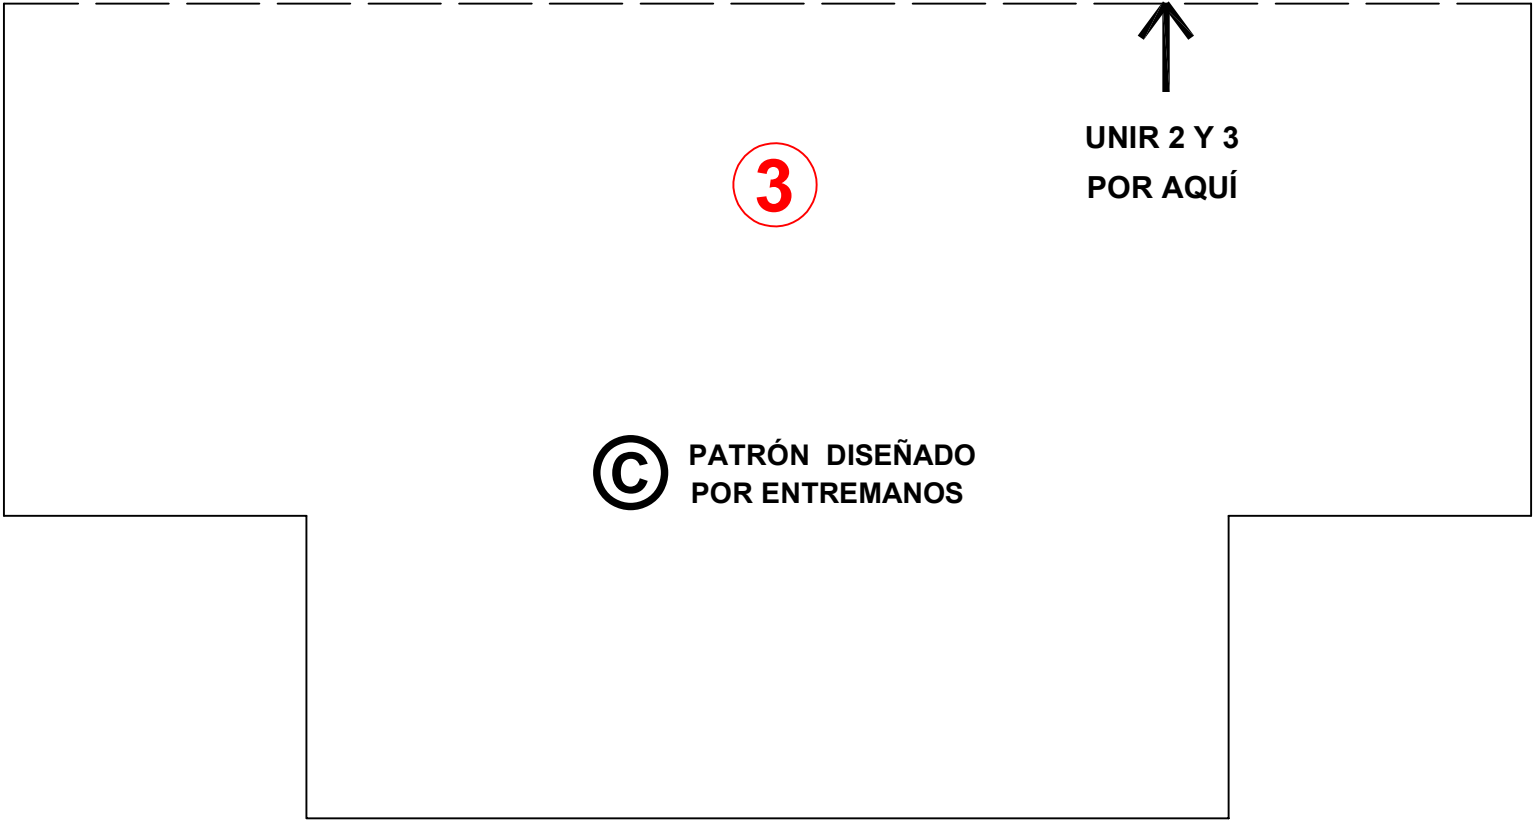 UNIR 2 Y 3
POR AQUÍ
3
© PATRÓN DISEÑADO
POR ENTREMANOS